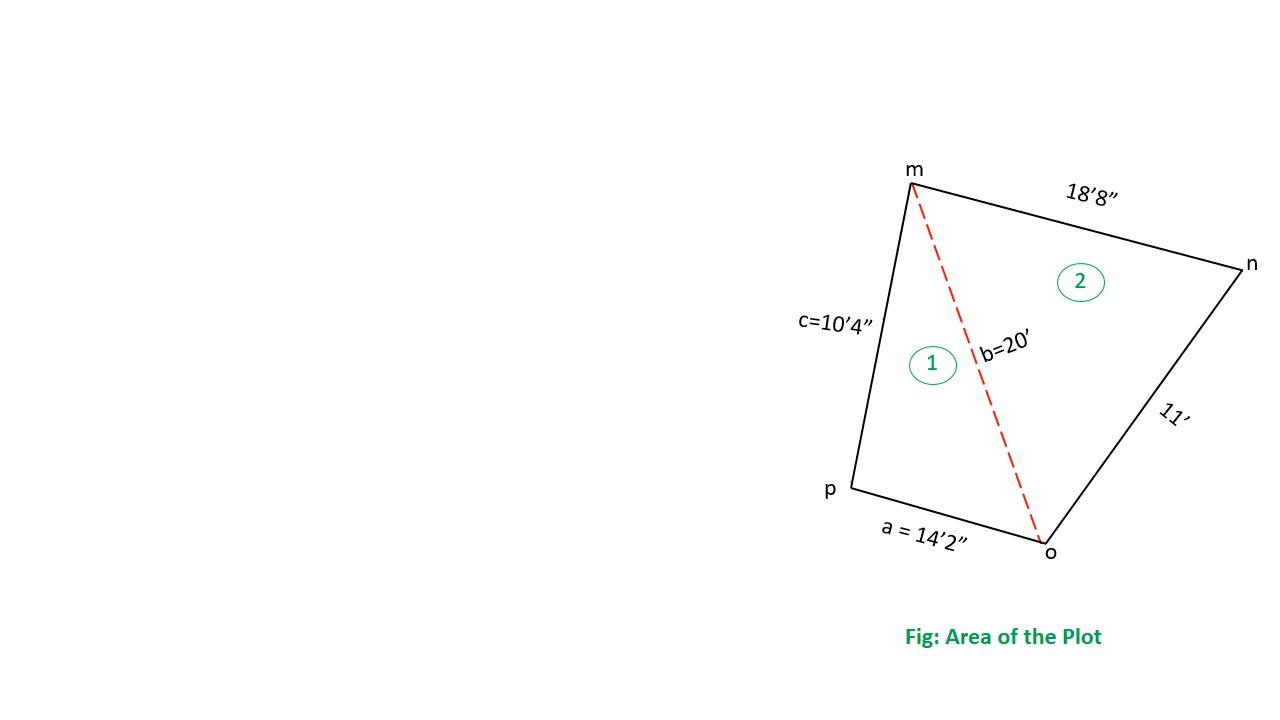 m
18’8”
n
2
c=10’4”
b=20’
1
11’
p
a = 14’2”
o
Fig: Area of the Plot